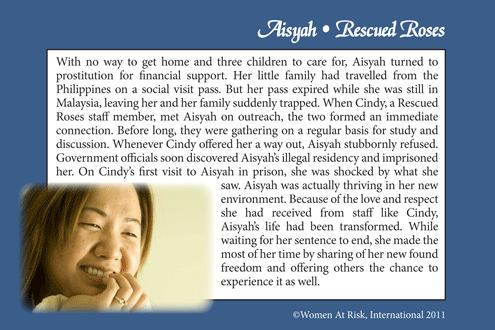 Aisyah • Rescued Roses
With no way to get home and three children to care for, Aisyah turned to
prostitution for financial support. Her little family had travelled from the
Philippines on a social visit pass. But her pass expired while she was still in
Malaysia, leaving her and her family suddenly trapped. When Cindy, a Rescued
Roses staff member, met Aisyah on outreach, the two formed an immediate
connection. Before long, they were gathering on a regular basis for study and
discussion. Whenever Cindy offered her a way out, Aisyah stubbornly refused.
Government officials soon discovered Aisyah's illegal residency and imprisoned
her. On Cindy's first visit to Aisyah in prison, she was shocked by what she
saw. Aisyah was actually thriving in her new
environment. Because of the love and respect
she had received from staff like Cindy,
Aisyah's life had been transformed. While
waiting for her sentence to end, she made the
most of her time by sharing of her new found
freedom and offering others the chance to
experience it as well.
©Women At Risk, International 2011